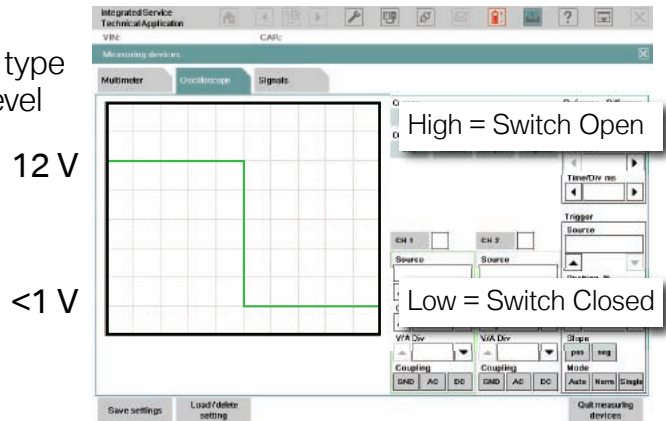 Integrated Service
Technical Application
VIN:
CAR:
Measuring devices
Multimeter
Oscilloscope
Signals
type
evel
High = Switch Open
12 V
Time/Div ms
Trigger
Source
CH 1
CH 2
Source
Source
<1 V
Low = Switch Closed
V/A Div
V/A Div
Slope
pos
neg
Coupling
Coupling
Mode
GND
AC
DC
GND
AC
DC
Auto
Norm
Single
Save settings
Load / delete
setting
Quit measuring
devices